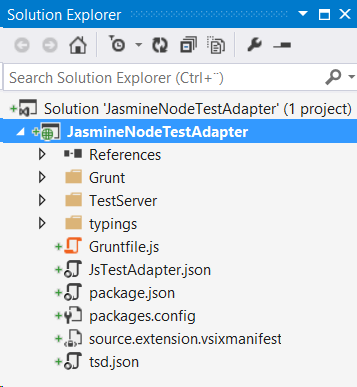 Solution Explorer
Search Solution Explorer (Ctrl+¨)
Solution 'JasmineNodeTestAdapter' (1 project)
JasmineNodeTestAdapter
References
Grunt
TestServer
typings
Gruntfile.js
JsTestAdapter.json
package.json
packages.config
source.extension.vsixmanifest
tsd.json